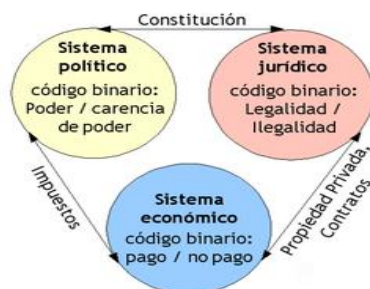 Constitución
Sistema
político
código binario:
Poder / carencia
de poder
Sistema
jurídico
código binario:
Legalidad /
Ilegalidad
Impuestos
Propiedad Privada,
Contratos
Sistema
económico
código binario:
pago / no pago